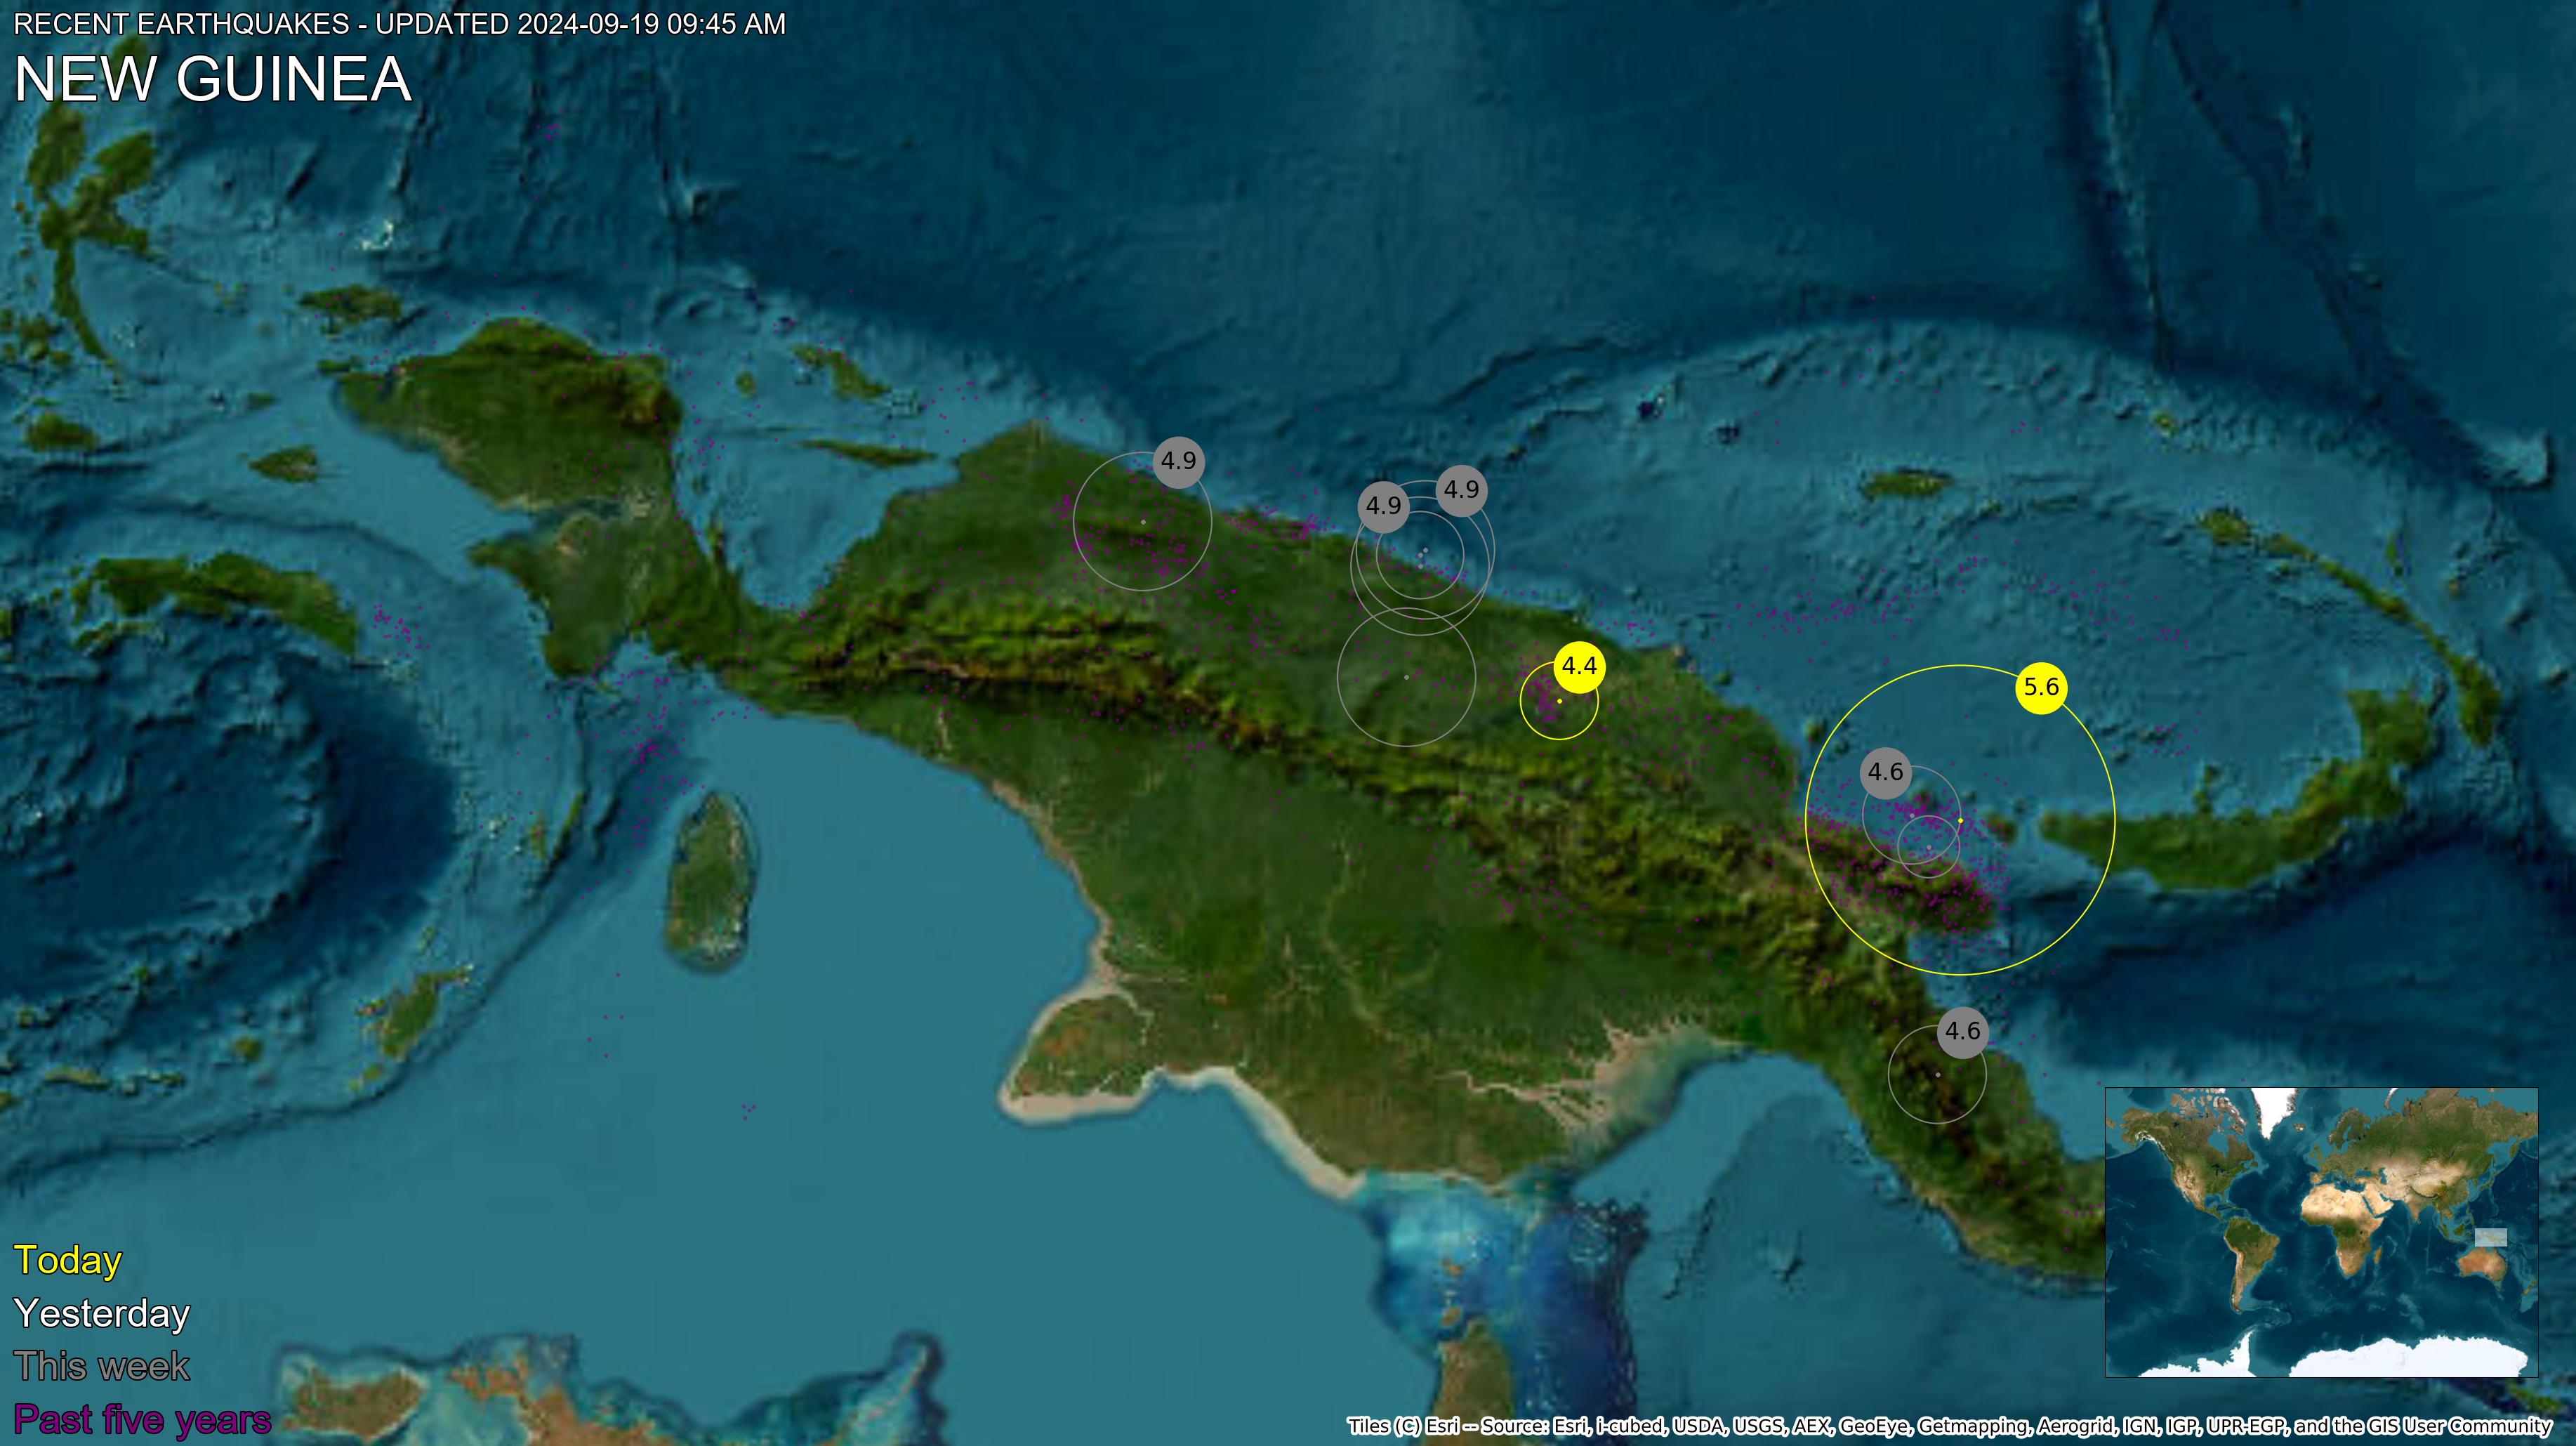 RECENT EARTHQUAKES - UPDATED 2024-09-19 09:45 AM
NEW GUINEA
4.9
4.9
4.9
4.4
5.6
4.6
4.6
Today
Yesterday
This week
Past five years
Tiles (C) Esri -- Source: Esri, i-cubed, USDA, USGS, AEX, GeoEye, Getmapping, Aerogrid, IGN, IGP, UPR-EGP, and the GIS User Community